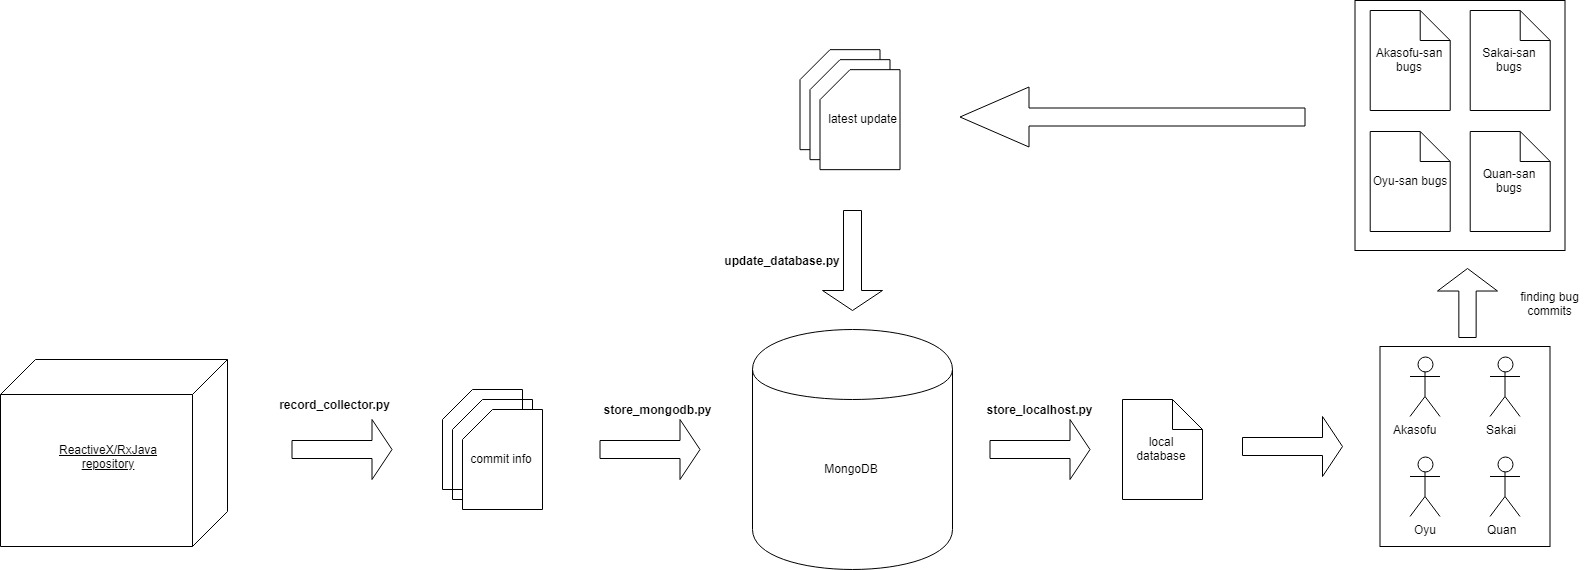 Akasofu-san
bugs
Sakai-san
bugs
latest update
Oyu-san bugs
Quan-san
bugs
update_database.py
finding bug
commits
record_collector.py
store_mongodb.py
store_localhost.py
Akasofu
Sakai
ReactiveX/RxJava
repository
commit info
MongoDB
local
database
Oyu
Quan